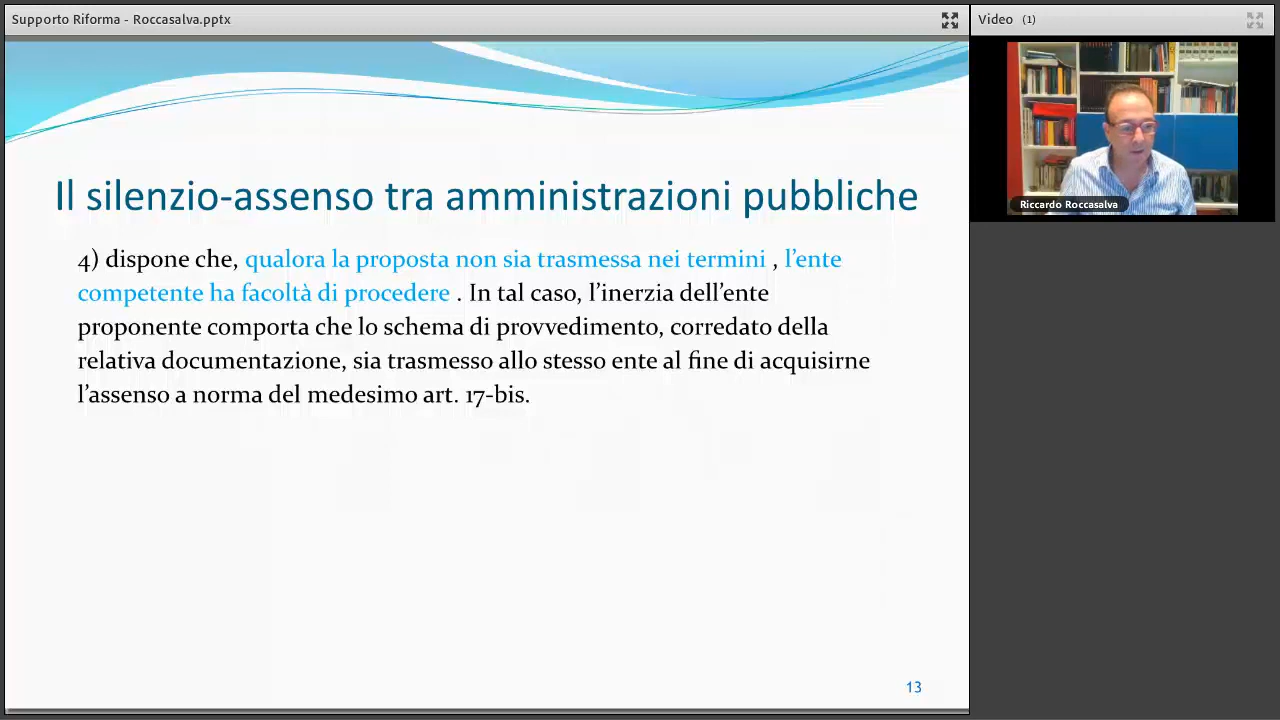 Supporto Riforma - Roccasalva.pptx
Video (1)
Riccardo Roccasalva
Il silenzio-assenso tra amministrazioni pubbliche
4) dispone che, qualora la proposta non sia trasmessa nei termini , l’ente
competente ha facoltà di procedere . In tal caso, l’inerzia dell’ente
proponente comporta che lo schema di provvedimento, corredato della
relativa documentazione, sia trasmesso allo stesso ente al fine di acquisirne
l’assenso a norma del medesimo art. 17-bis.
13